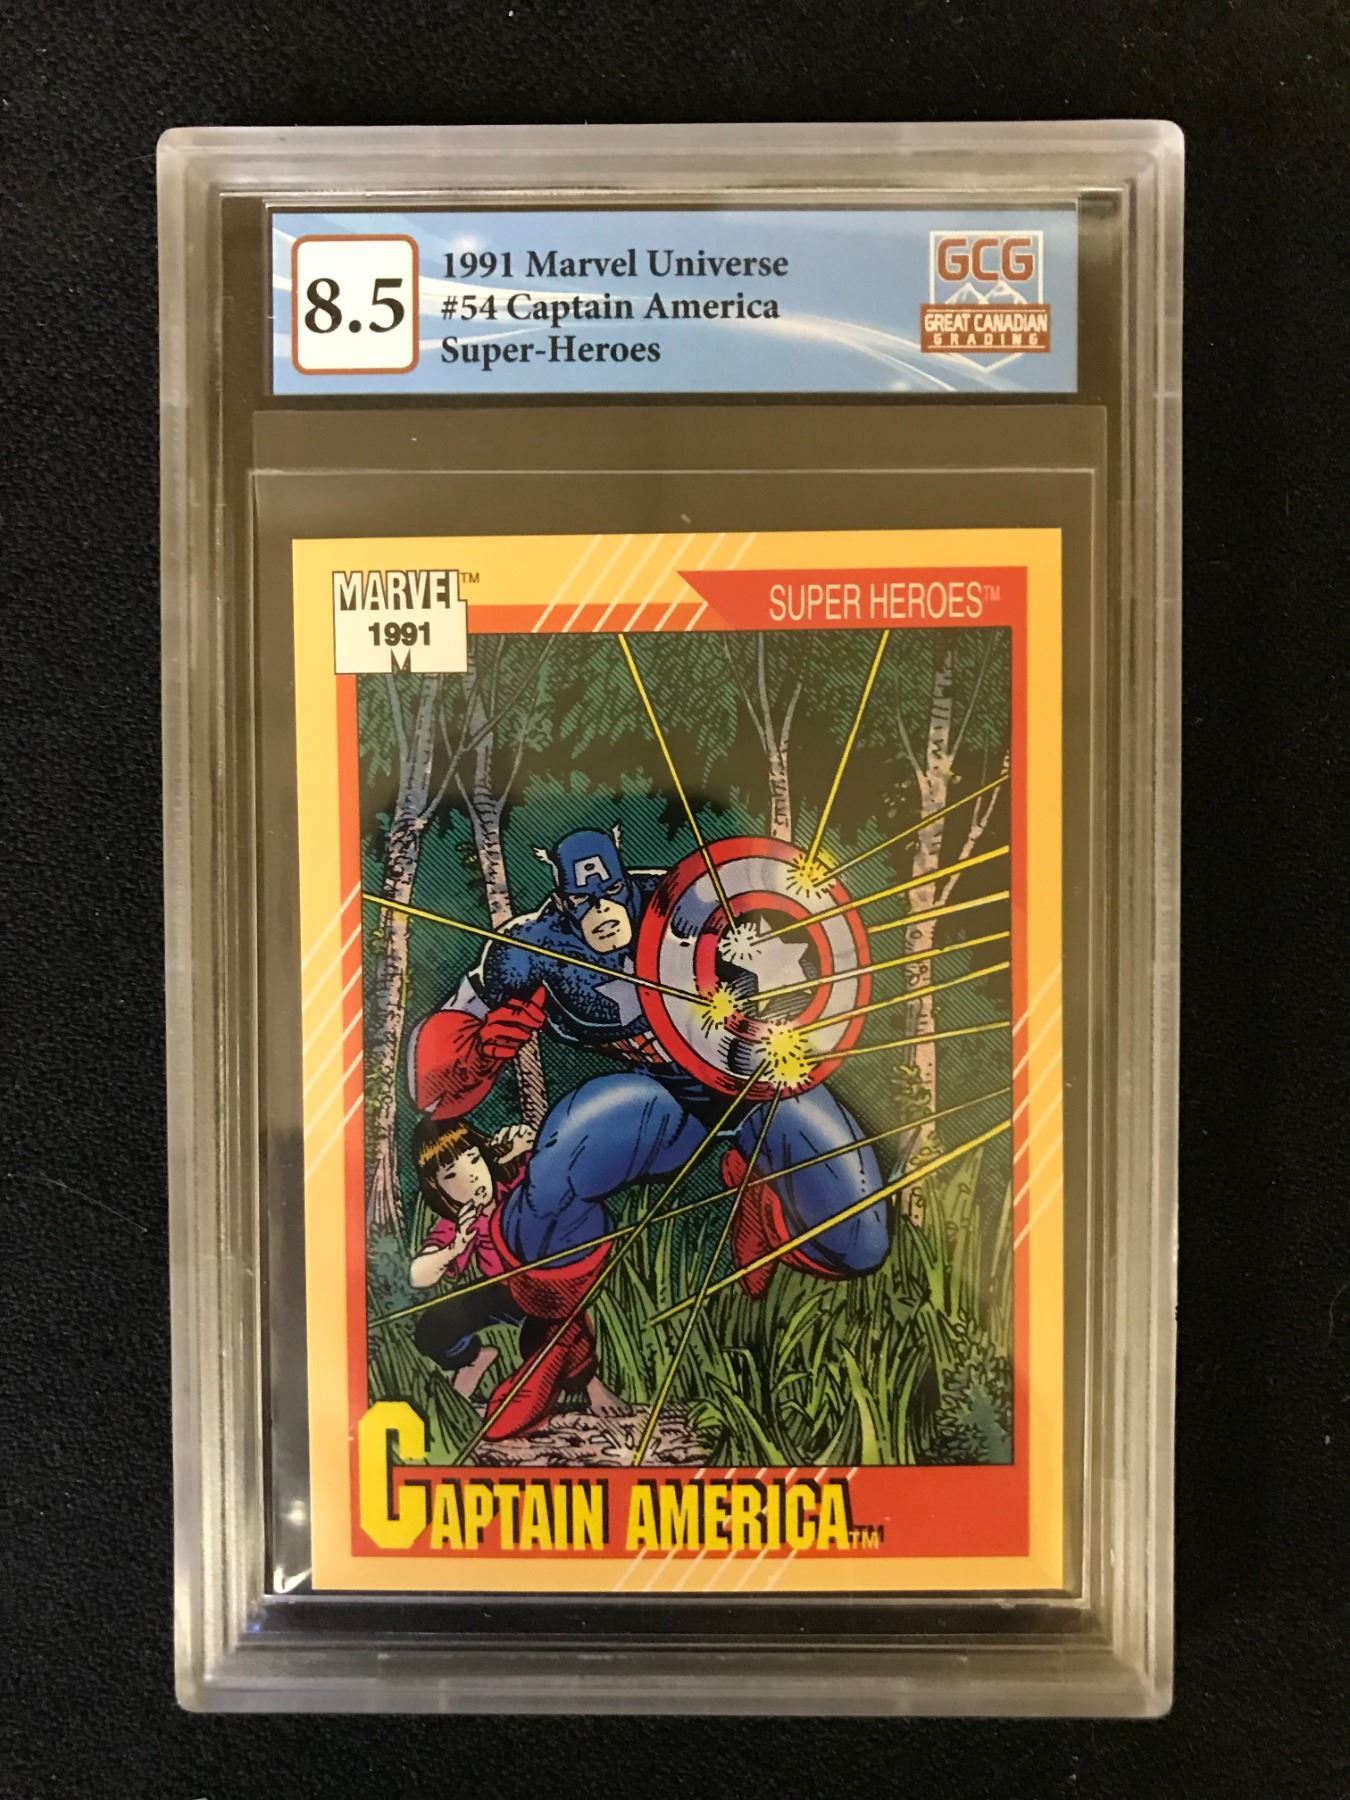 8.5
1991 Marvel Universe
#54 Captain America
Super-Heroes
GCG
GREAT CANADIAN
GRADING
MARVEL™
1991
SUPER HEROES™
A
CAPTAIN AMERICA™